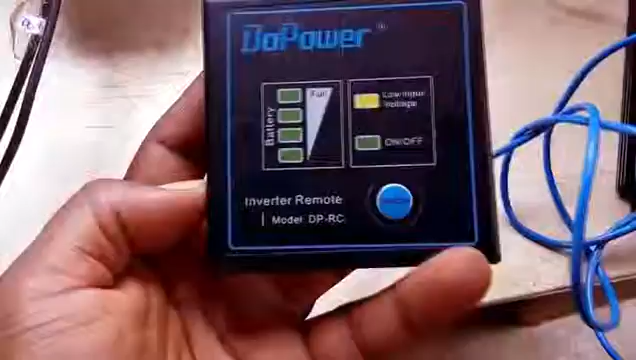 DaPower ®
Full
Battery
Low Input
Voltage
ON/OFF
Inverter Remote
Model DP-RC